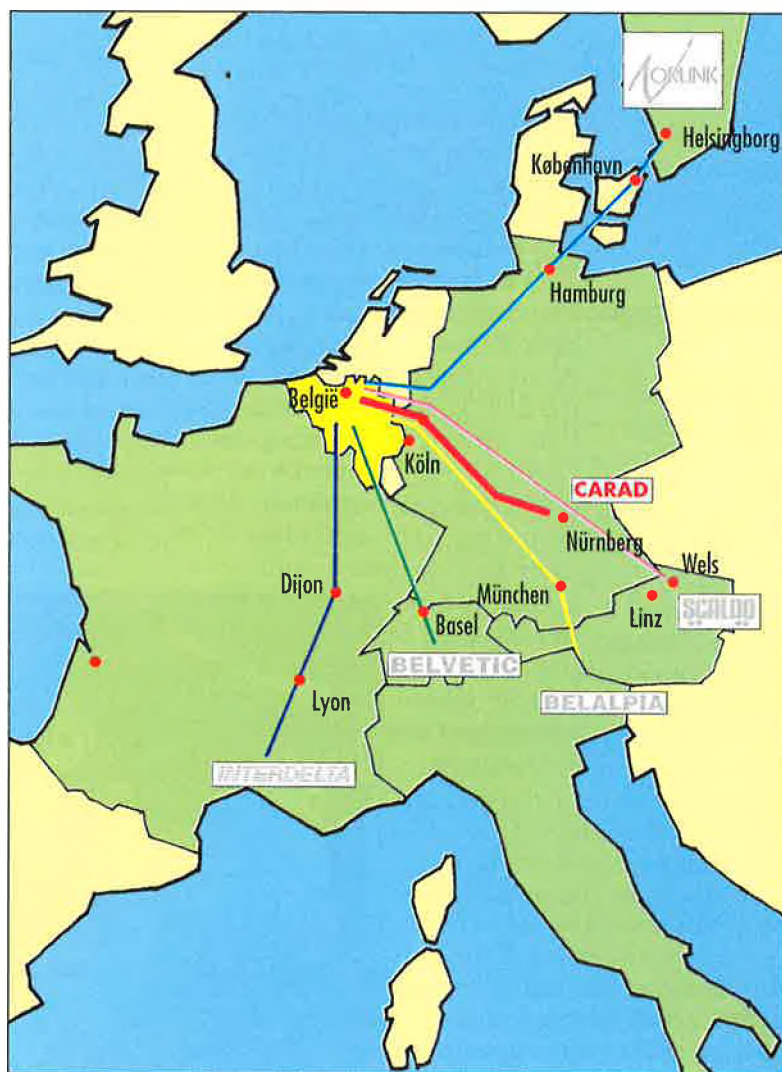 NORLINK
Helsingborg
København
Hamburg
België
Köln
CARAD
Nürnberg
Wels
Dijon
München
Linz
SCALDO
Basel
BELVETIC
Lyon
BELALPIA
INTERDELTA